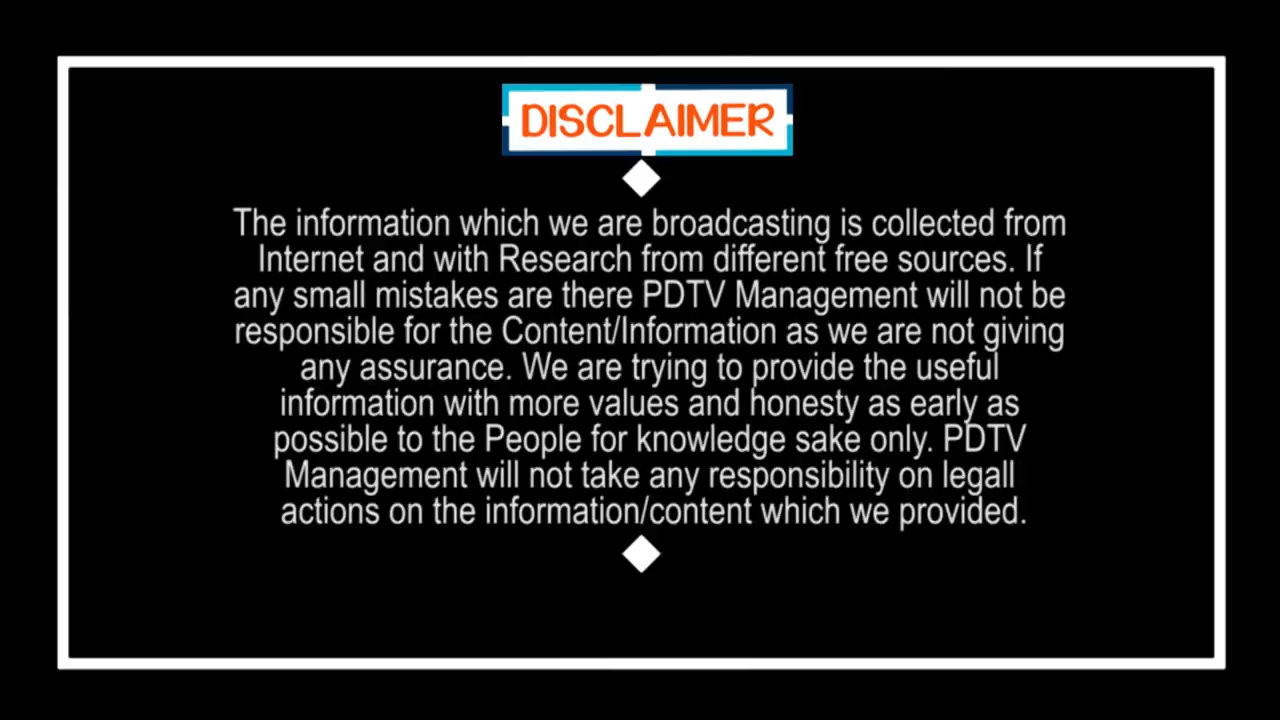 DISCLAIMER
The information which we are broadcasting is collected from
Internet and with Research from different free sources. If
any small mistakes are there PDTV Management will not be
responsible for the Content/Information as we are not giving
any assurance. We are trying to provide the useful
information with more values and honesty as early as
possible to the People for knowledge sake only. PDTV
Management will not take any responsibility on legall
actions on the information/content which we provided.